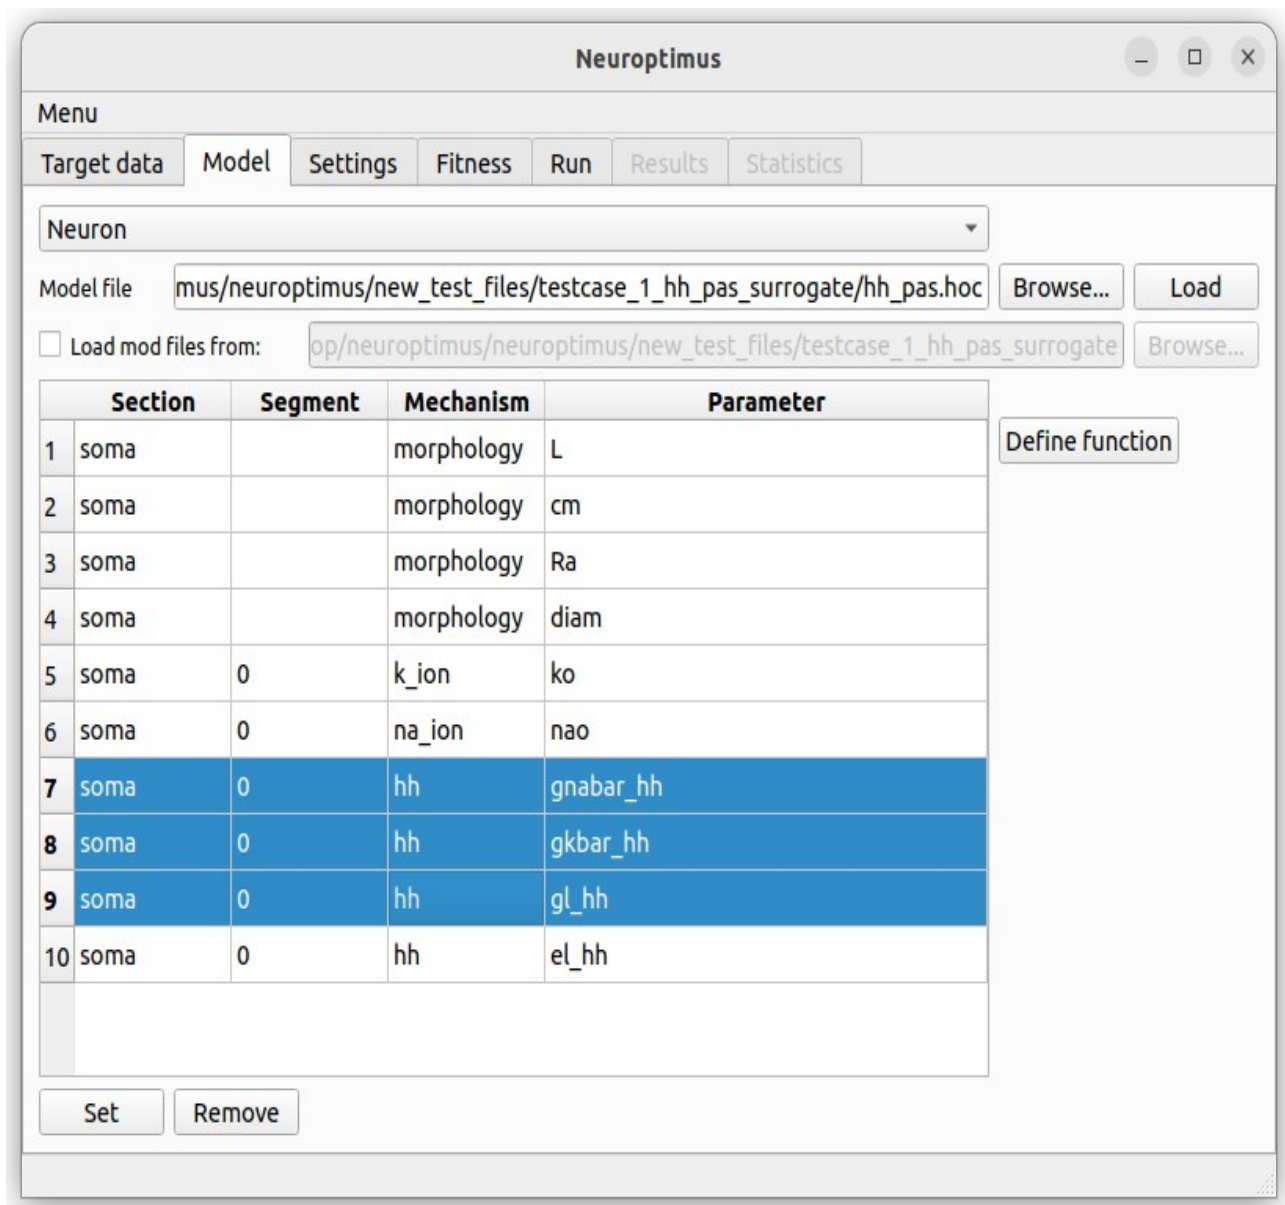 Neuroptimus
Menu
Target data Model Settings Fitness Run Results Statistics
Neuron
Model file mus/neuroptimus/new_test_files/testcase_1_hh_pas_surrogate/hh_pas.hoc Browse... Load
Load mod files from: op/neuroptimus/neuroptimus/new_test_files/testcase_1_hh_pas_surrogate Browse...
Section Segment Mechanism Parameter
Define function
1 soma morphology L
2 soma morphology cm
3 soma morphology Ra
4 soma morphology diam
5 soma 0 k_ion ko
6 soma 0 na_ion nao
7 soma 0 hh gnabar_hh
8 soma 0 hh gkbar_hh
9 soma 0 hh gl_hh
10 soma 0 hh el_hh
Set Remove